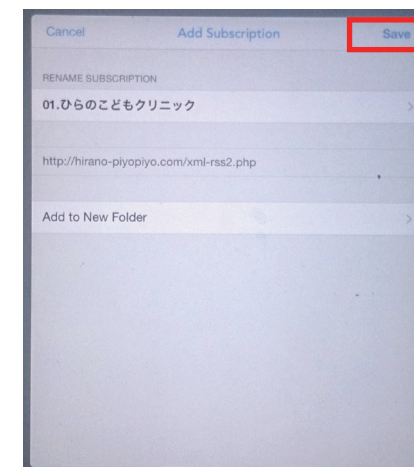 Cancel Add Subscription Save
RENAME SUBSCRIPTION
01.ひらのこどもクリニック
http://hirano-piyopiyo.com/xml-rss2.php
Add to New Folder